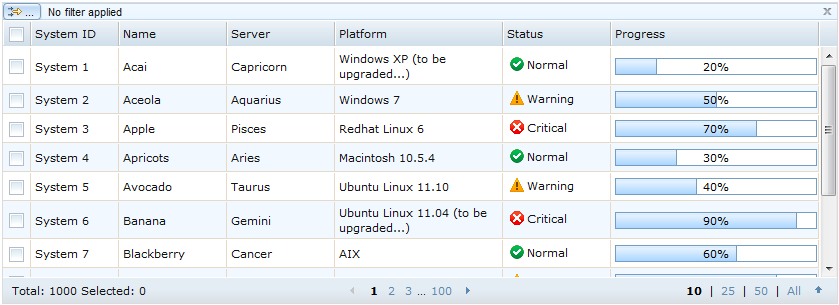 ... No filter applied
System ID Name Server Platform Status Progress
System 1 Acai Capricorn Windows XP (to be upgraded...) Normal 20%
System 2 Aceola Aquarius Windows 7 Warning 50%
System 3 Apple Pisces Redhat Linux 6 Critical 70%
System 4 Apricots Aries Macintosh 10.5.4 Normal 30%
System 5 Avocado Taurus Ubuntu Linux 11.10 Warning 40%
System 6 Banana Gemini Ubuntu Linux 11.04 (to be upgraded...) Critical 90%
System 7 Blackberry Cancer AIX Normal 60%
Total: 1000 Selected: 0 1 2 3 ... 100 10 | 25 | 50 | All